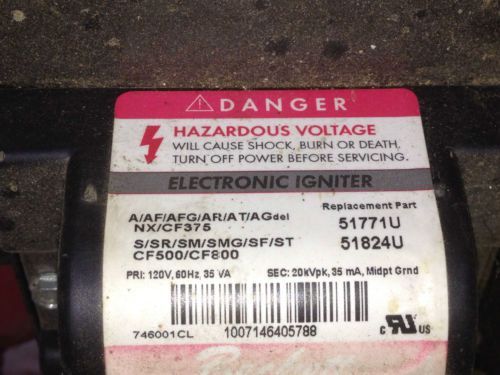 ⚠ DANGER
HAZARDOUS VOLTAGE
WILL CAUSE SHOCK, BURN OR DEATH,
TURN OFF POWER BEFORE SERVICING.
ELECTRONIC IGNITER
Replacement Part
A/AF/AFG/AR/AT/AGdel 51771U
NX/CF375
S/SR/SM/SMG/SF/ST 51824U
CF500/CF800
PRI: 120V, 60Hz, 35 VA SEC: 20kVpk, 35 mA, Midpt Grnd
746001CL 1007146405788 C UR US